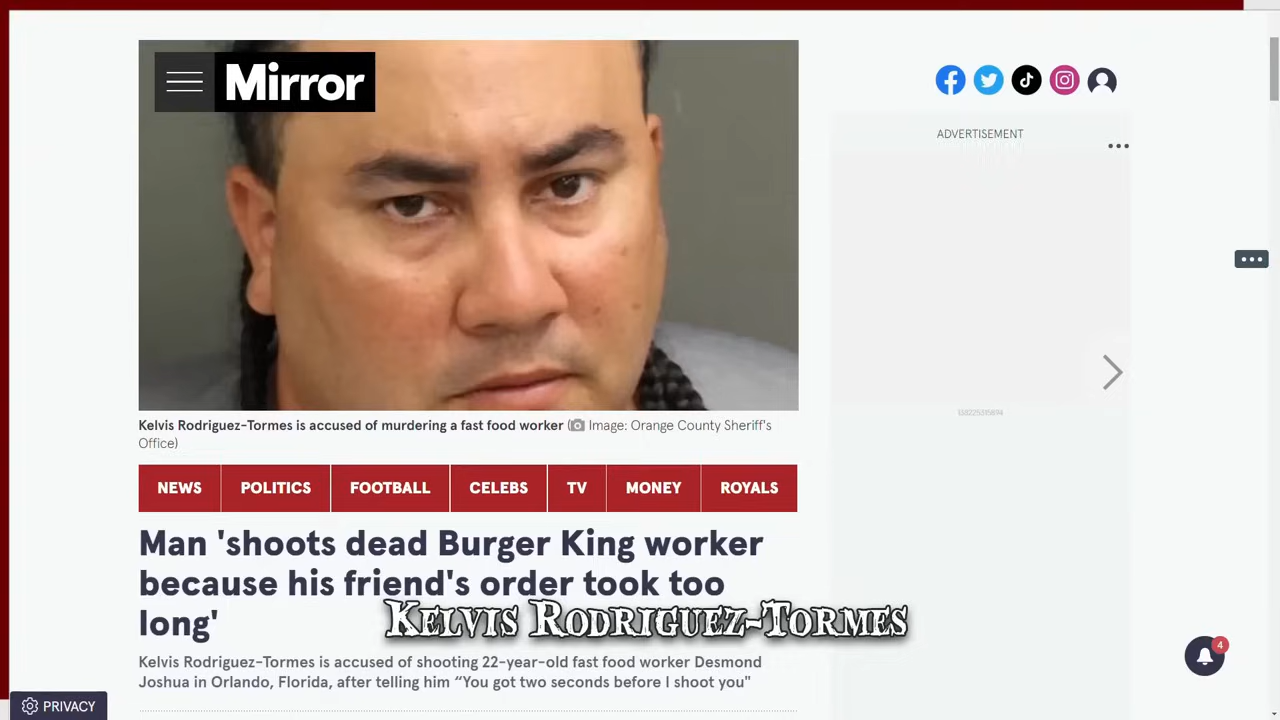 Mirror
ADVERTISEMENT
Kelvis Rodriguez-Tormes is accused of murdering a fast food worker (Image: Orange County Sheriff's
Office)
NEWS
POLITICS
FOOTBALL
CELEBS
TV
MONEY
ROYALS
Man 'shoots dead Burger King worker
because his friend's order took too
long'
Kelvis Rodriguez-Tormes
Kelvis Rodriguez-Tormes is accused of shooting 22-year-old fast food worker Desmond
Joshua in Orlando, Florida, after telling him “You got two seconds before I shoot you"
4
PRIVACY